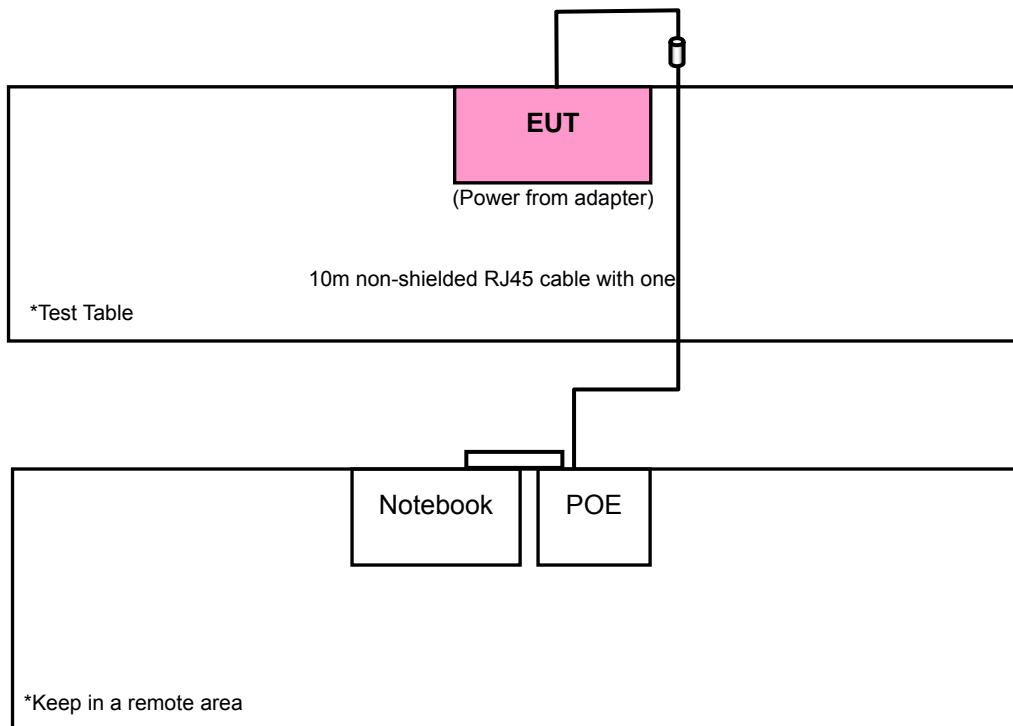 EUT
(Power from adapter)
10m non-shielded RJ45 cable with one
*Test Table
Notebook
POE
*Keep in a remote area